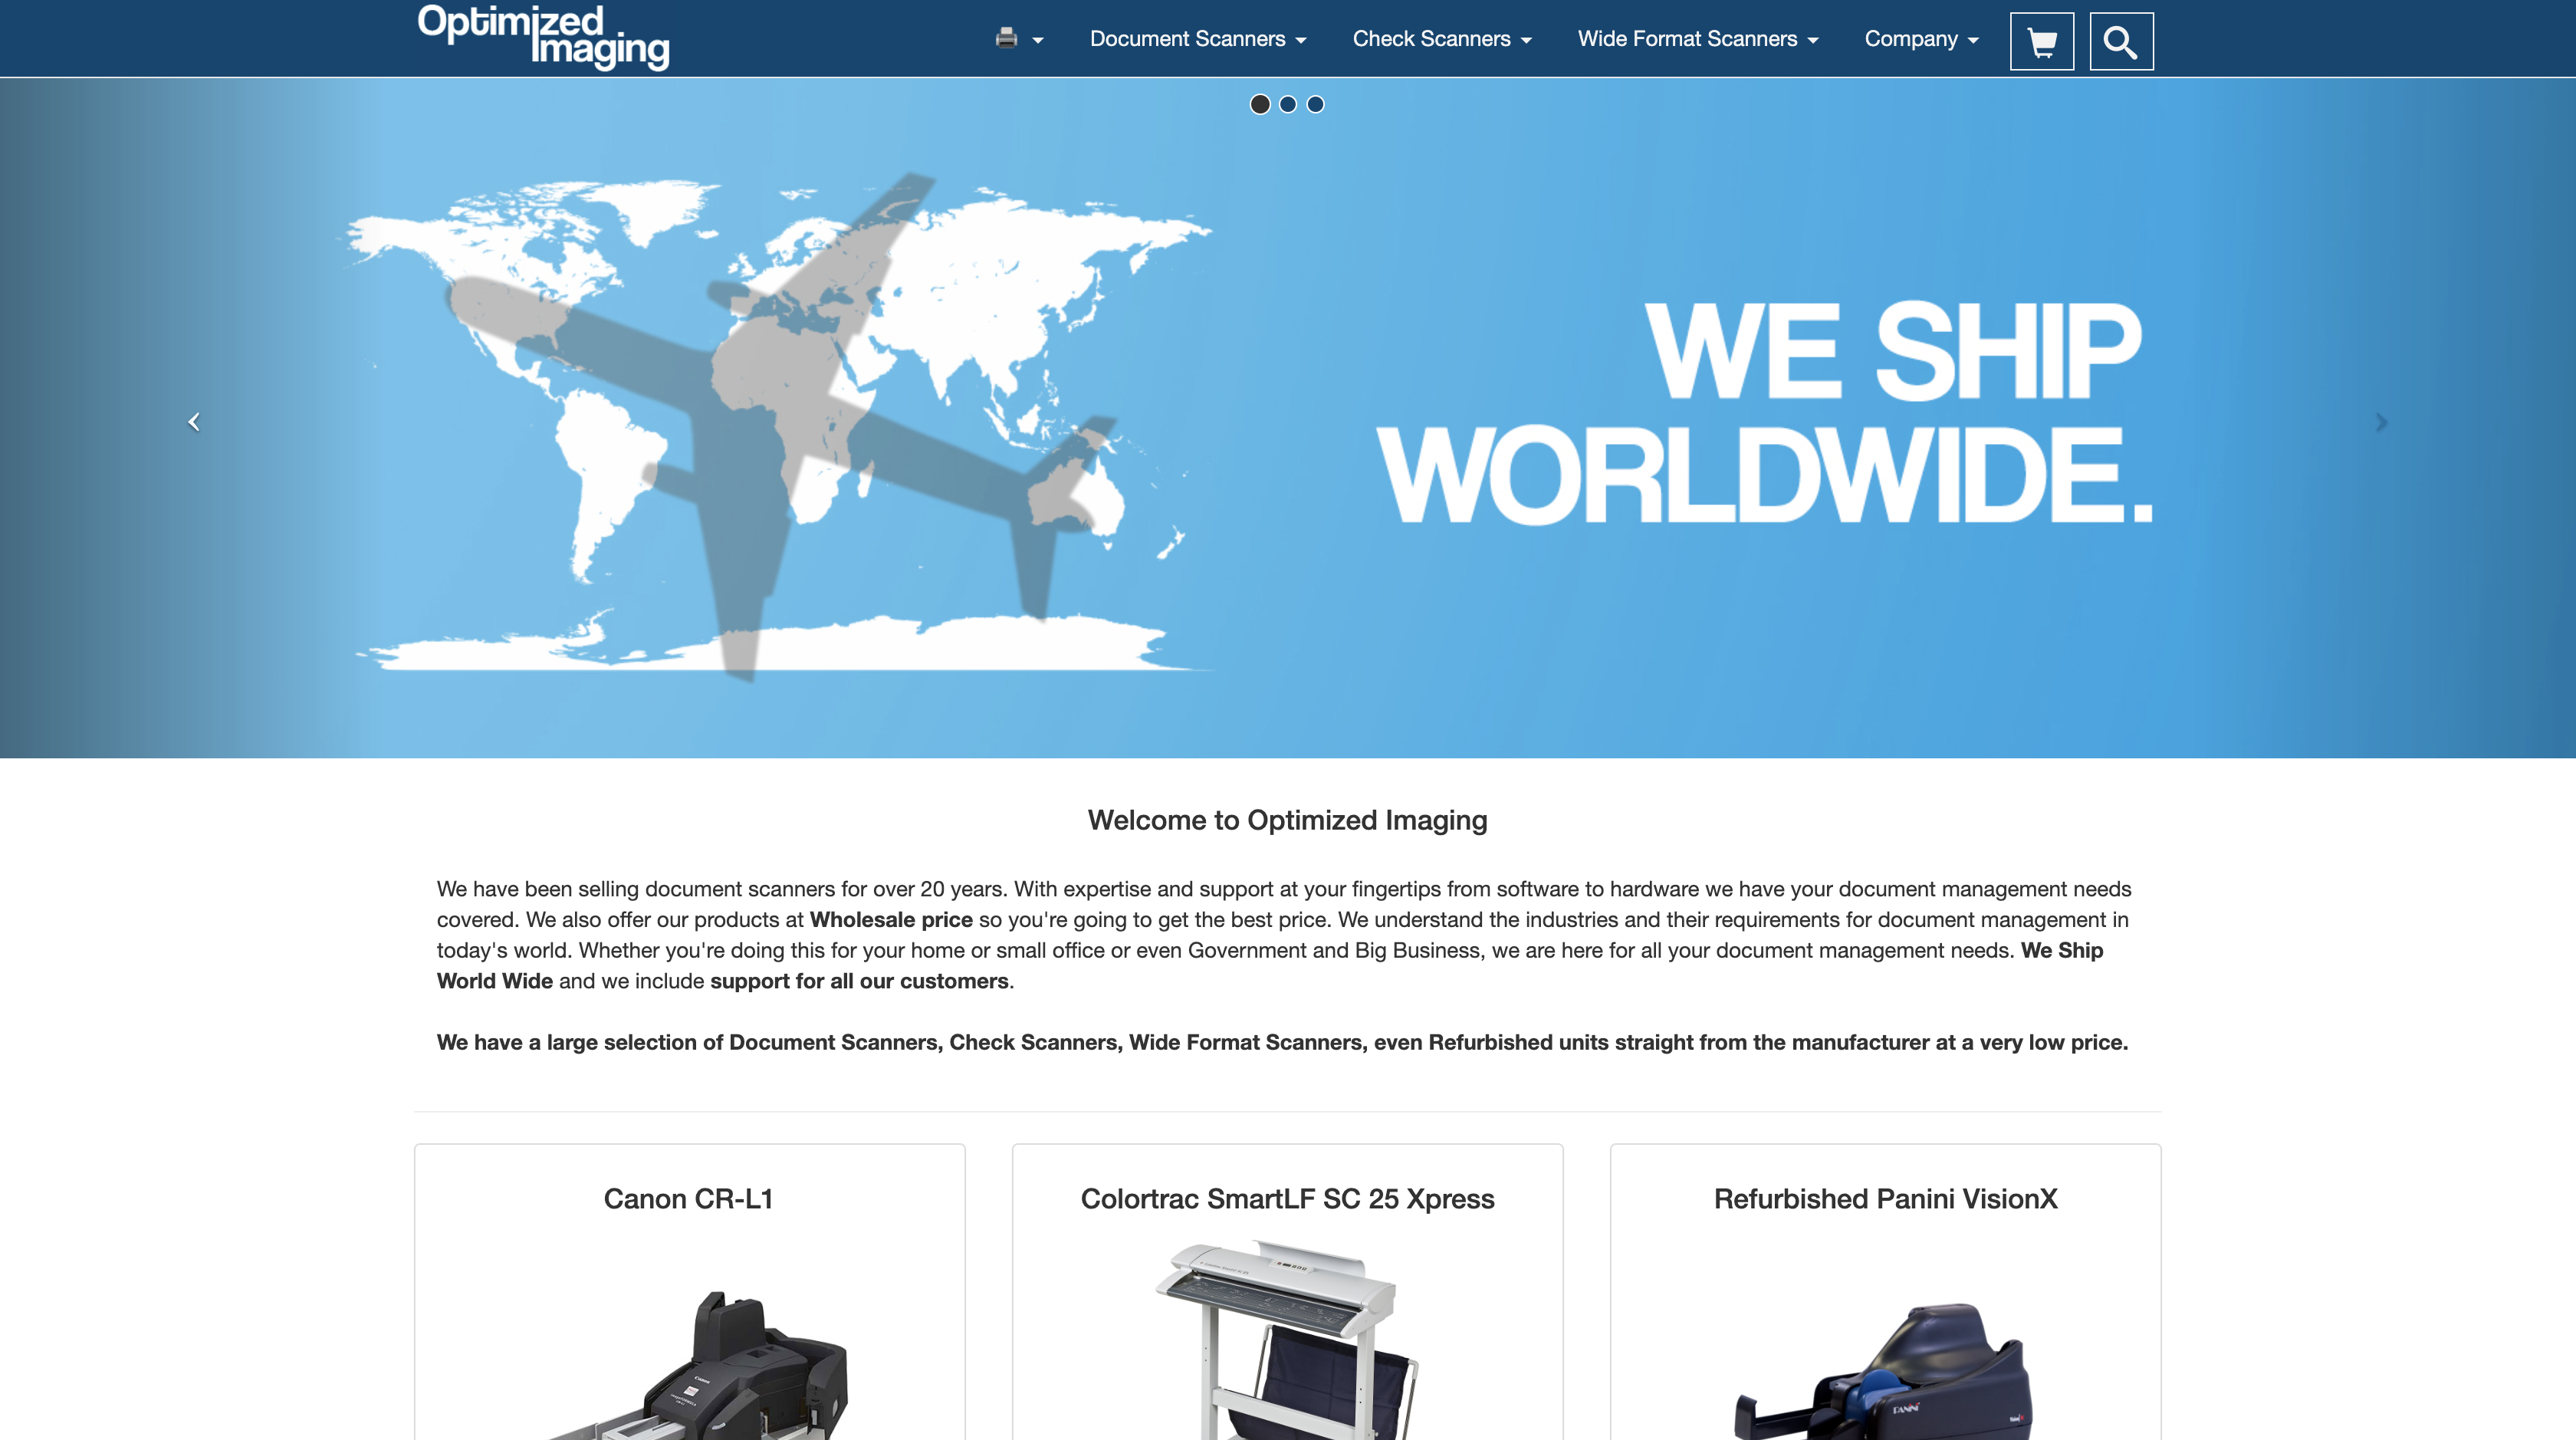 Optimized
Imaging
Document Scanners
Check Scanners
Wide Format Scanners
Company
WE SHIP
WORLDWIDE.
Welcome to Optimized Imaging
We have been selling document scanners for over 20 years. With expertise and support at your fingertips from software to hardware we have your document management needs
covered. We also offer our products at Wholesale price so you're going to get the best price. We understand the industries and their requirements for document management in
today's world. Whether you're doing this for your home or small office or even Government and Big Business, we are here for all your document management needs. We Ship
World Wide and we include support for all our customers.
We have a large selection of Document Scanners, Check Scanners, Wide Format Scanners, even Refurbished units straight from the manufacturer at a very low price.
Canon CR-L1
Colortrac SmartLF SC 25 Xpress
Refurbished Panini VisionX
Canon
PANINI